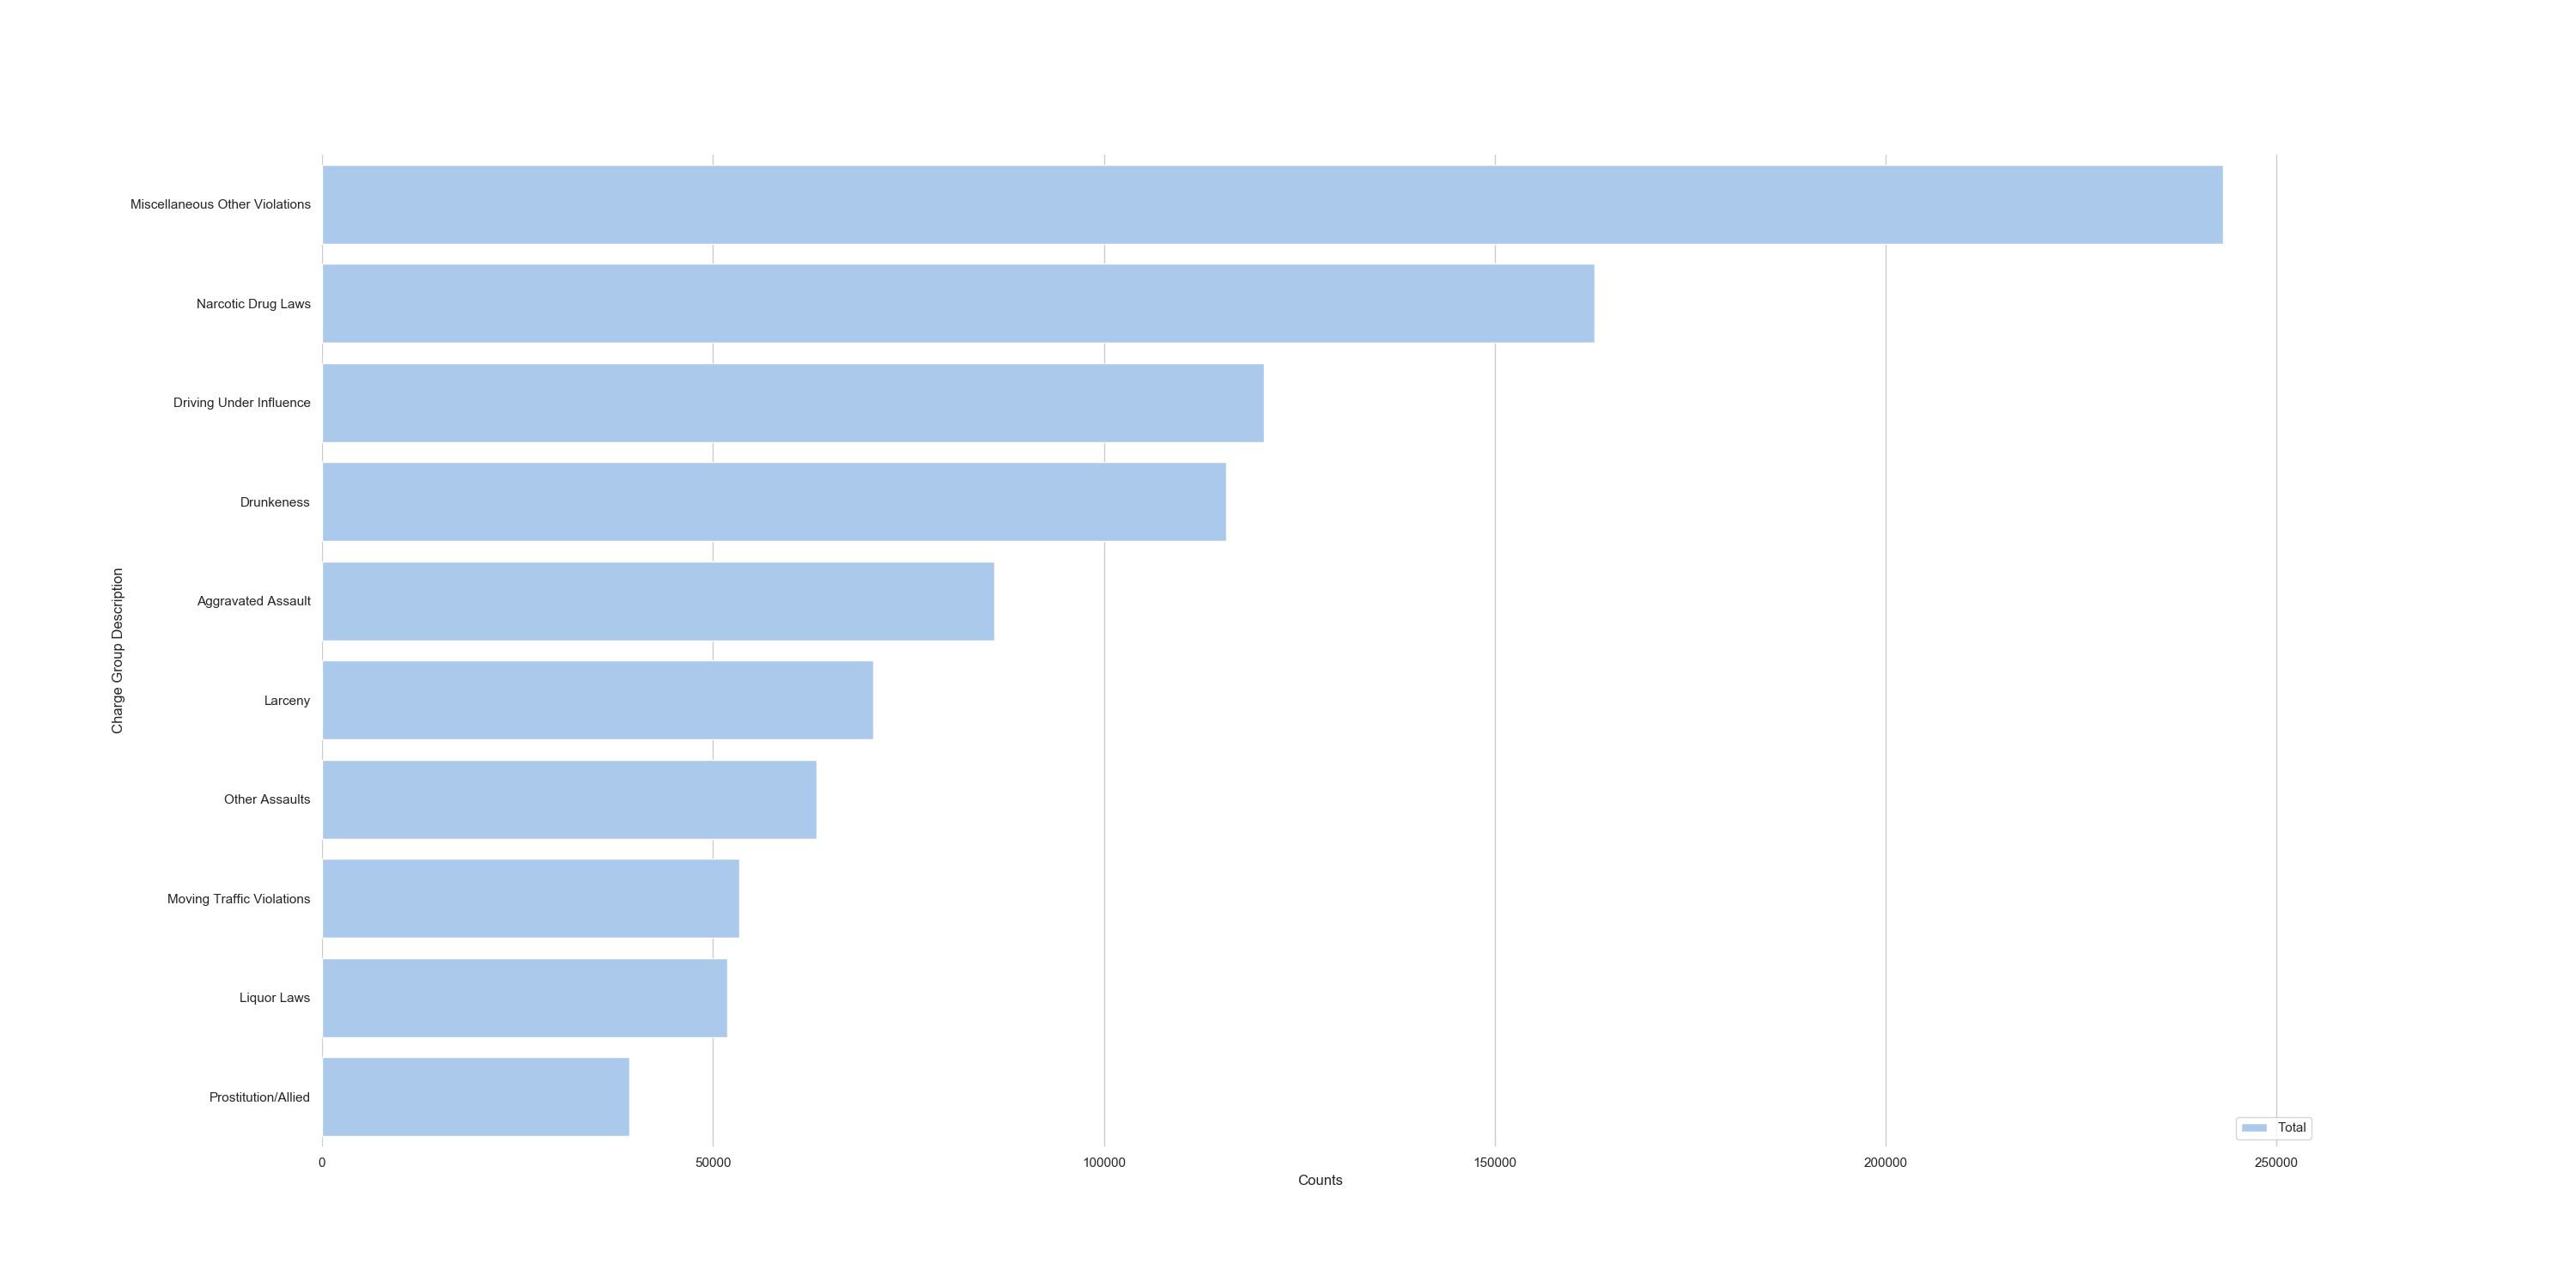 Charge Group Description
Miscellaneous Other Violations
Narcotic Drug Laws
Driving Under Influence
Drunkeness
Aggravated Assault
Larceny
Other Assaults
Moving Traffic Violations
Liquor Laws
Prostitution/Allied
Total
0 50000 100000 150000 200000 250000
Counts